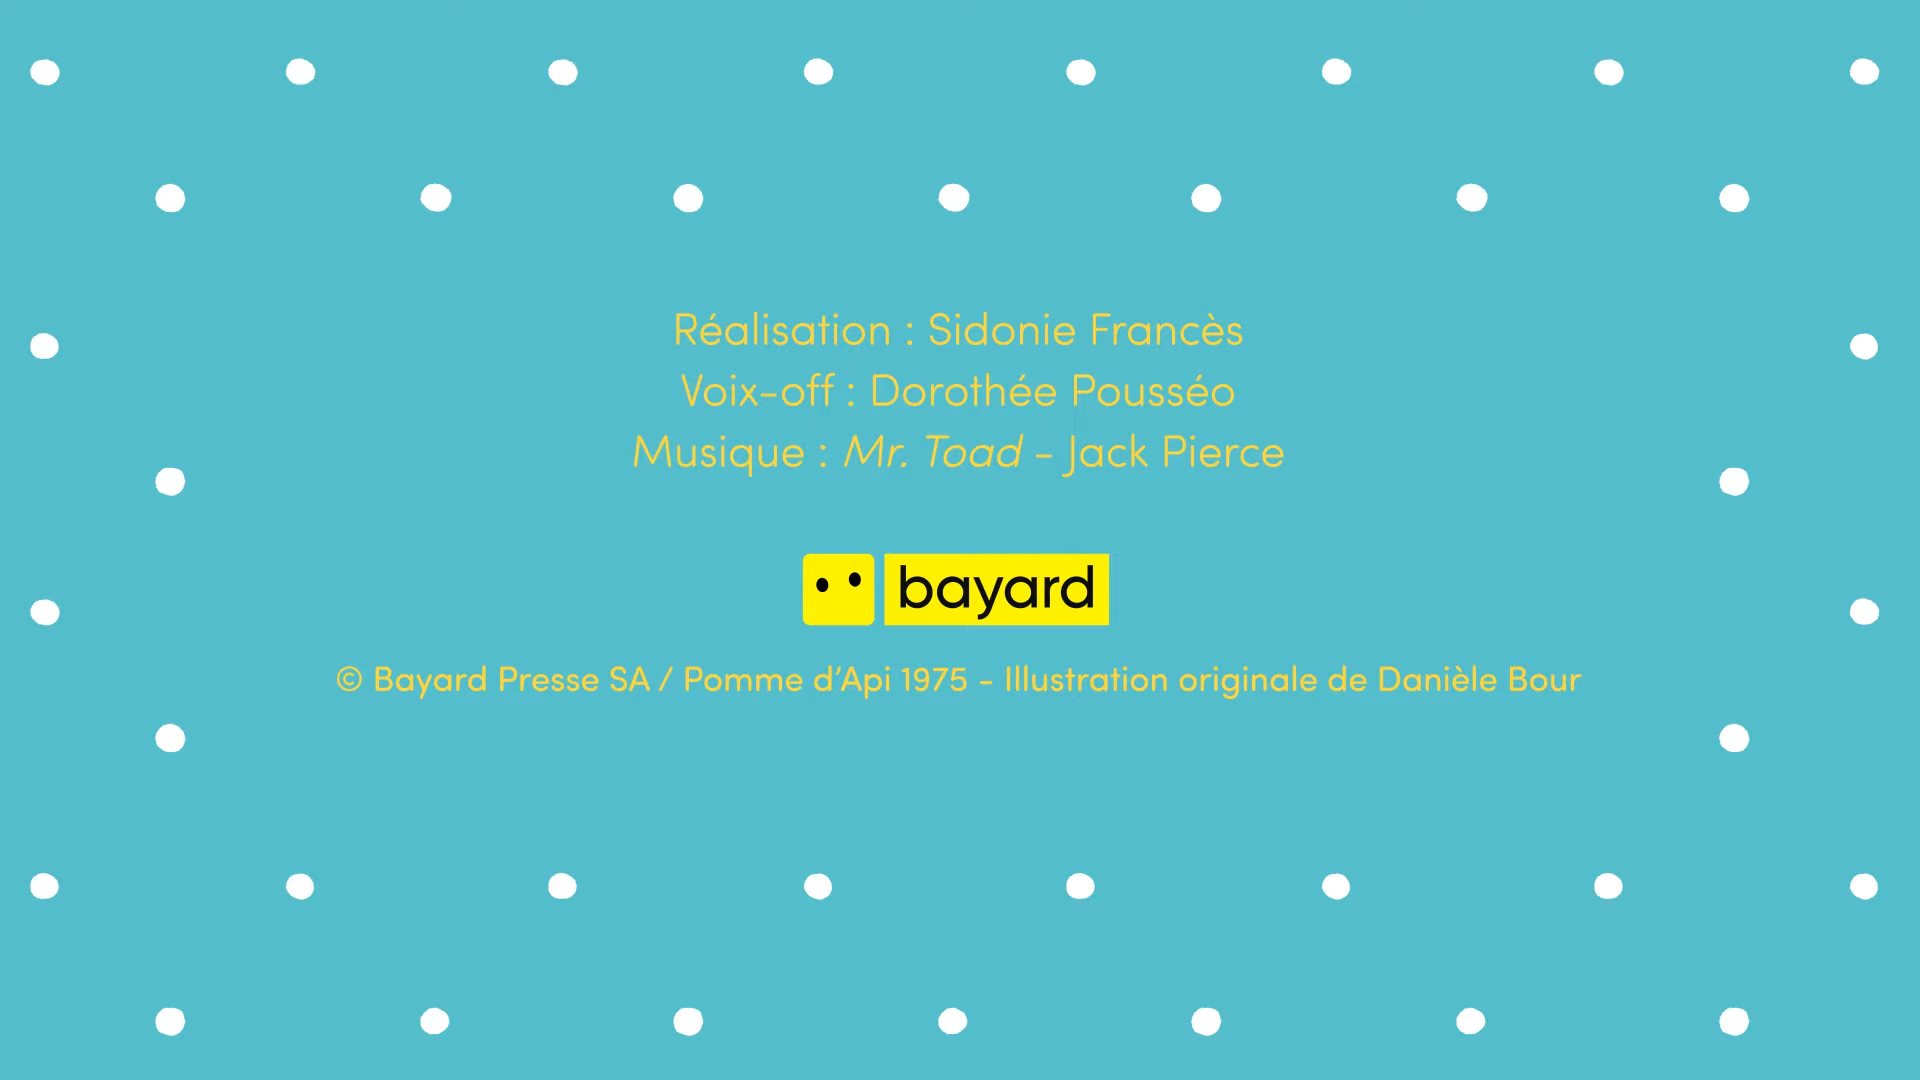 Réalisation : Sidonie Francès
Voix-off : Dorothée Pousséo
Musique : Mr. Toad - Jack Pierce
bayard
© Bayard Presse SA / Pomme d'Api 1975 - Illustration originale de Danièle Bour